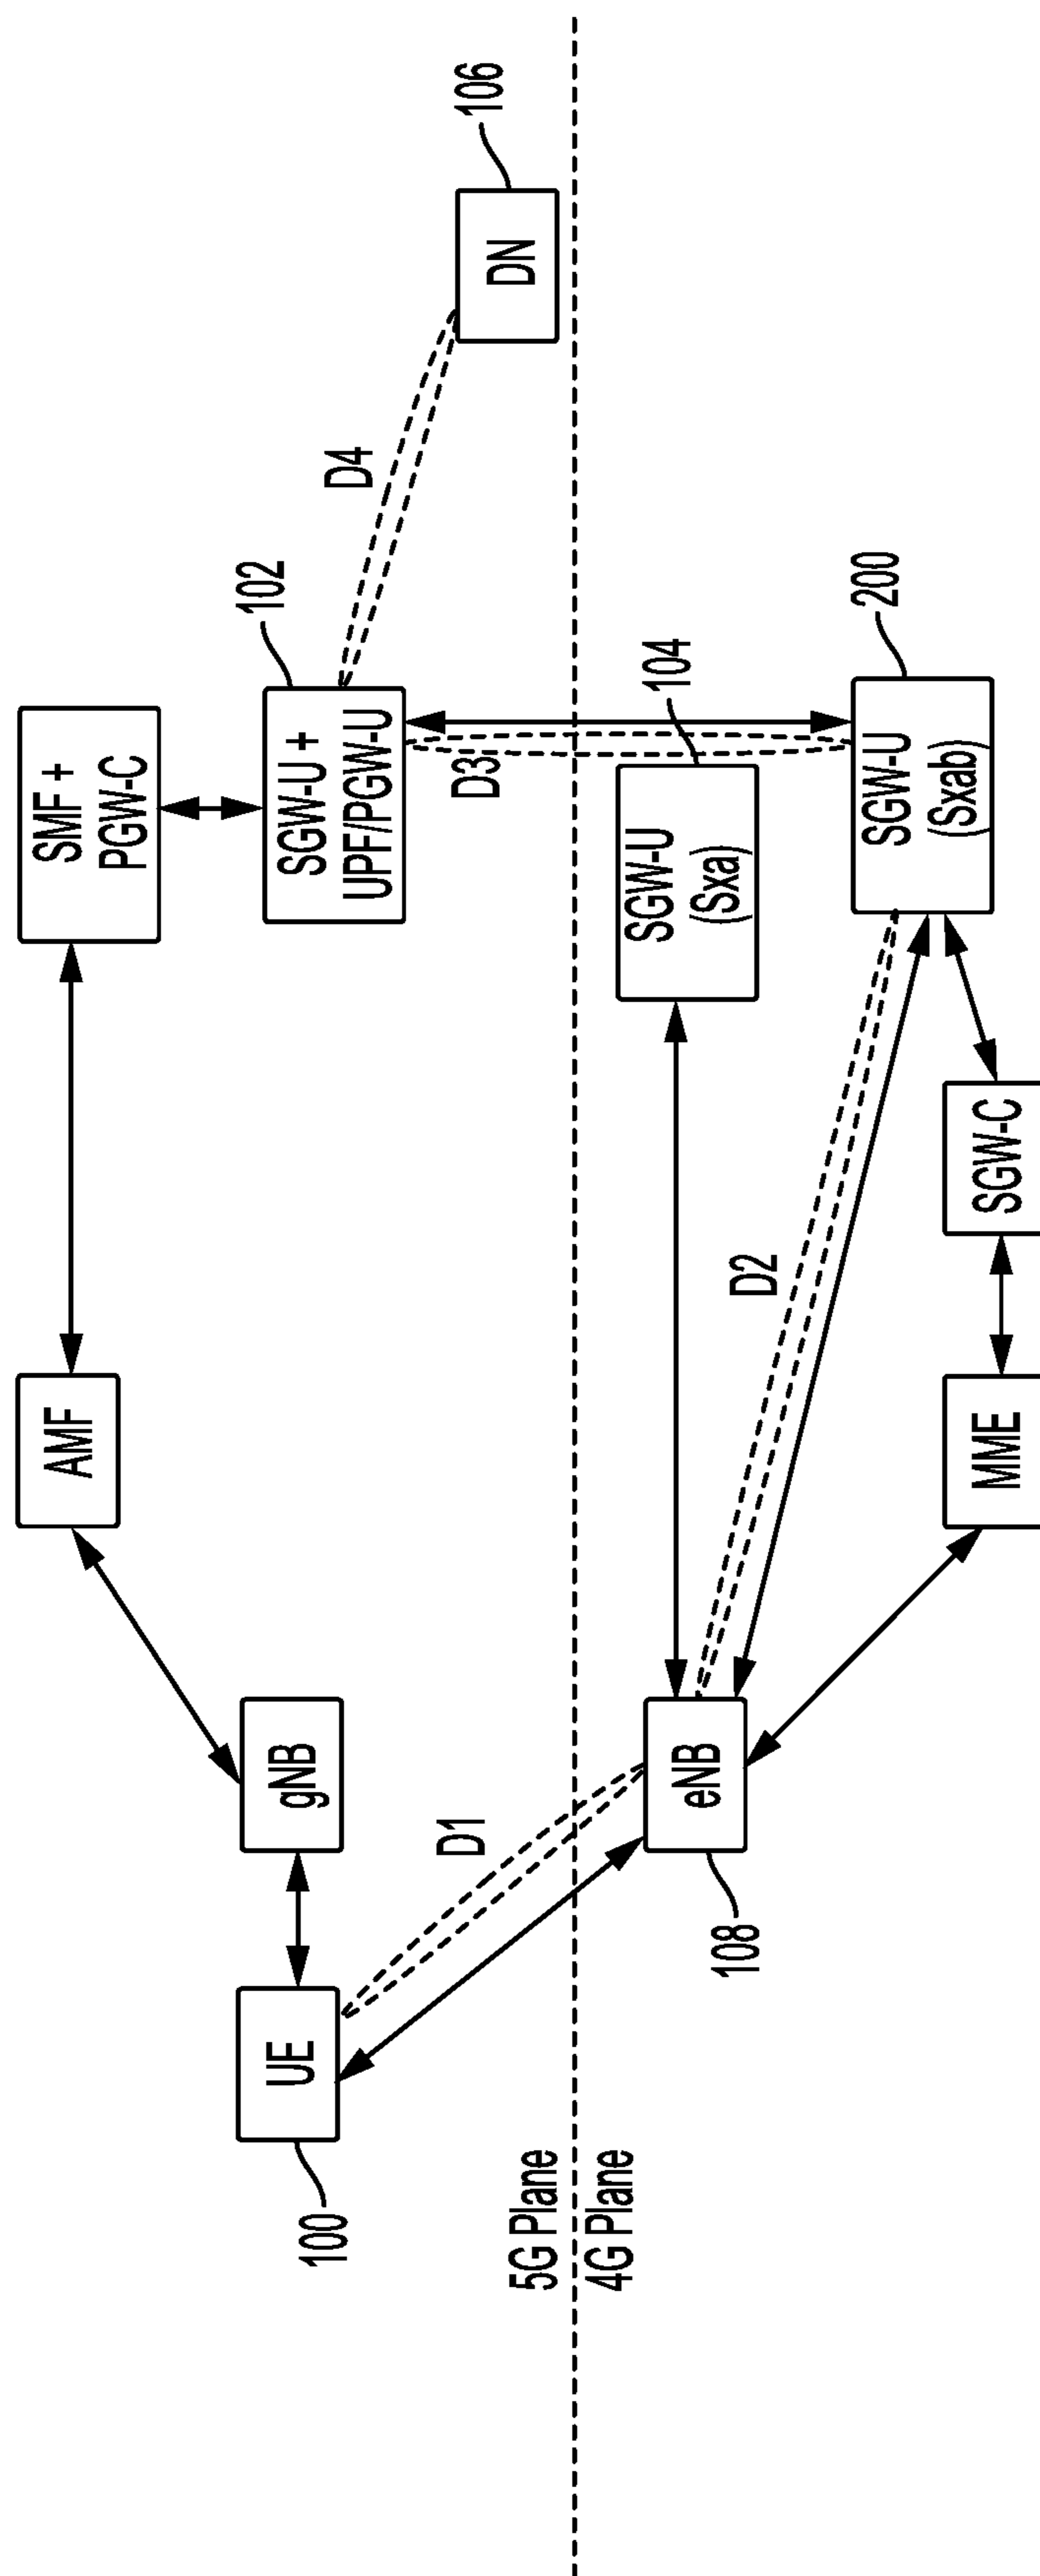 SMF +
PGW-C
AMF
102
SGW-U +
UPF/PGW-U
D4
106
DN
gNB
UE
100
D1
D3
5G Plane
4G Plane
104
SGW-U
(Sxa)
eNB
108
D2
200
SGW-U
(Sxab)
SGW-C
MME